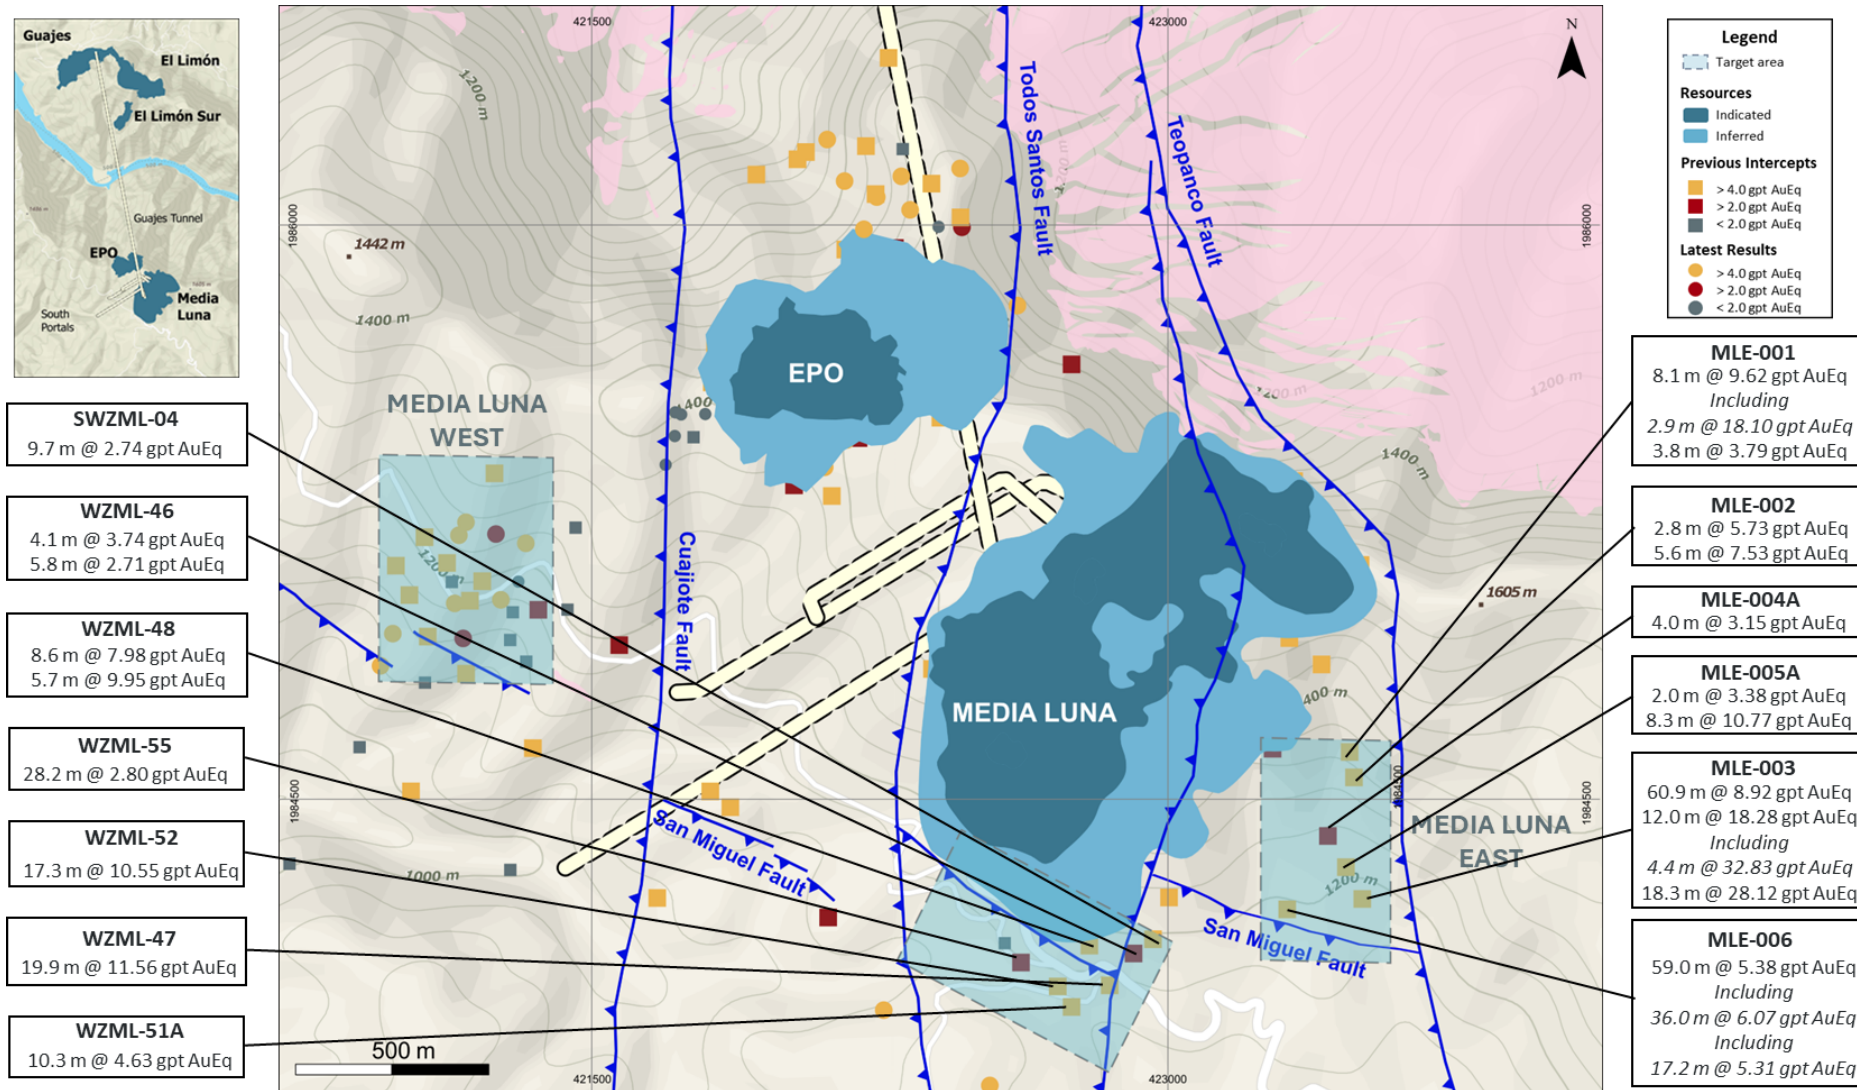 Guajes
El Limón
El Limón Sur
Guajes Tunnel
EPO
Media
Luna
South
Portals
SWZML-04
9.7 m @ 2.74 gpt AuEq
WZML-46
4.1 m @ 3.74 gpt AuEq
5.8 m @ 2.71 gpt AuEq
WZML-48
8.6 m @ 7.98 gpt AuEq
5.7 m @ 9.95 gpt AuEq
WZML-55
28.2 m @ 2.80 gpt AuEq
WZML-52
17.3 m @ 10.55 gpt AuEq
WZML-47
19.9 m @ 11.56 gpt AuEq
WZML-51A
10.3 m @ 4.63 gpt AuEq
421500
423000
N
1200 m
Todos Santos Fault
Teopanco Fault
1986000
1986000
1442 m
1400 m
1200 m
1200 m
EPO
1400
MEDIA LUNA
WEST
1400 m
1200 m
Cuajiote Fault
1605 m
MEDIA LUNA
400 m
1984500
1984500
San Miguel Fault
MEDIA LUNA
EAST
1000 m
1200 m
San Miguel Fault
500 m
421500
423000
Legend
Target area
Resources
Indicated
Inferred
Previous Intercepts
> 4.0 gpt AuEq
> 2.0 gpt AuEq
< 2.0 gpt AuEq
Latest Results
> 4.0 gpt AuEq
> 2.0 gpt AuEq
< 2.0 gpt AuEq
MLE-001
8.1 m @ 9.62 gpt AuEq
Including
2.9 m @ 18.10 gpt AuEq
3.8 m @ 3.79 gpt AuEq
MLE-002
2.8 m @ 5.73 gpt AuEq
5.6 m @ 7.53 gpt AuEq
MLE-004A
4.0 m @ 3.15 gpt AuEq
MLE-005A
2.0 m @ 3.38 gpt AuEq
8.3 m @ 10.77 gpt AuEq
MLE-003
60.9 m @ 8.92 gpt AuEq
12.0 m @ 18.28 gpt AuEq
Including
4.4 m @ 32.83 gpt AuEq
18.3 m @ 28.12 gpt AuEq
MLE-006
59.0 m @ 5.38 gpt AuEq
Including
36.0 m @ 6.07 gpt AuEq
Including
17.2 m @ 5.31 gpt AuEq